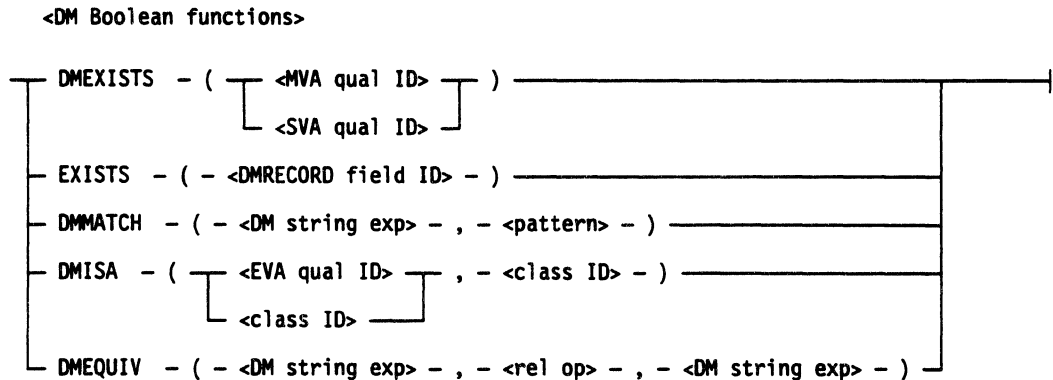 <DM Boolean functions>
DMEXISTS - ( <MVA qual ID> )
<SVA qual ID>
EXISTS - ( - <DMRECORD field ID> - )
DMMATCH - ( - <DM string exp> - , - <pattern> - )
DMISA - ( <EVA qual ID> , - <class ID> - )
<class ID>
DMEQUIV - ( - <DM string exp> - , - <rel op> - , - <DM string exp> - )